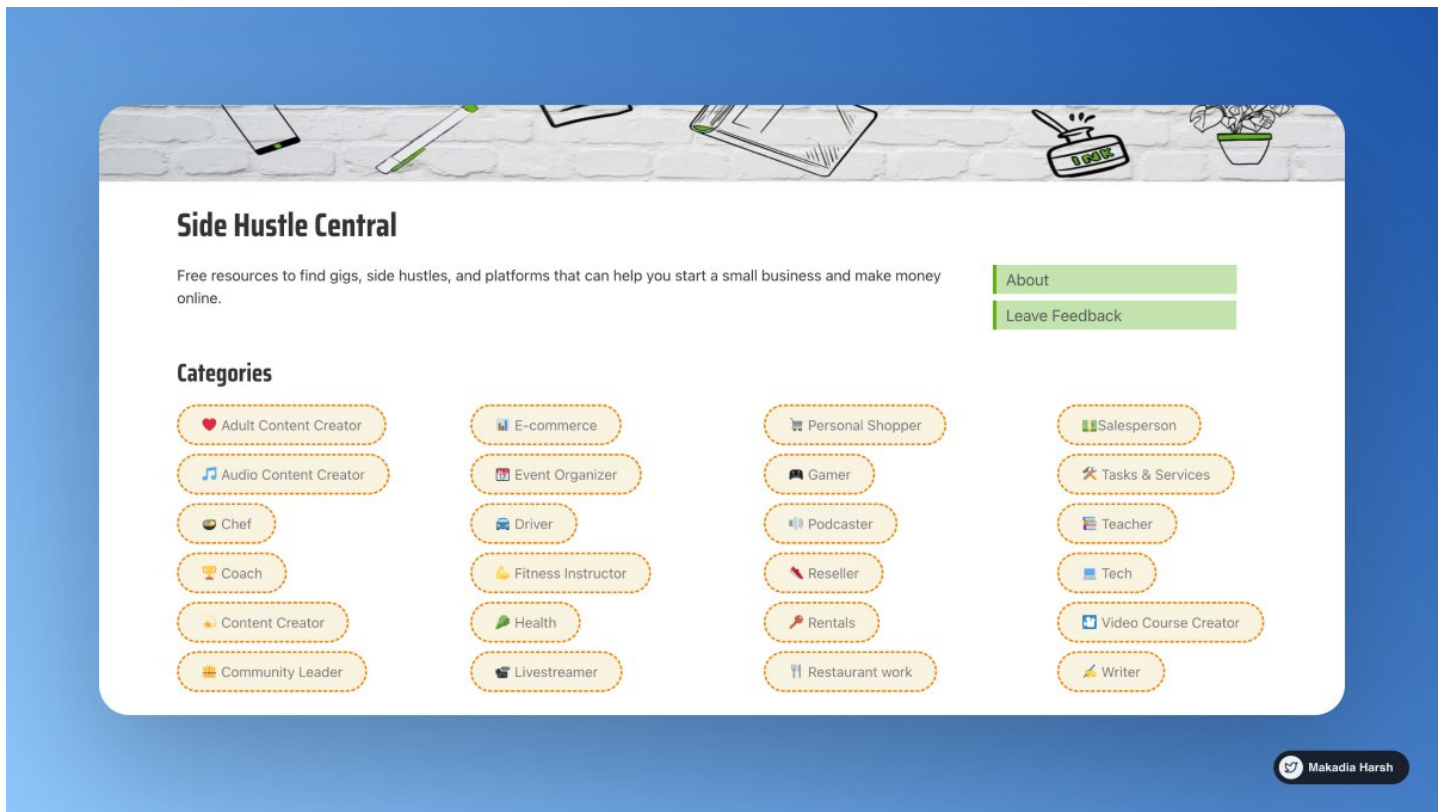 INK
Side Hustle Central
Free resources to find gigs, side hustles, and platforms that can help you start a small business and make money
online.
About
Leave Feedback
Categories
Adult Content Creator
E-commerce
Personal Shopper
Salesperson
Audio Content Creator
Event Organizer
Gamer
Tasks & Services
Chef
Driver
Podcaster
Teacher
Coach
Fitness Instructor
Reseller
Tech
Content Creator
Health
Rentals
Video Course Creator
Community Leader
Livestreamer
Restaurant work
Writer
Makadia Harsh